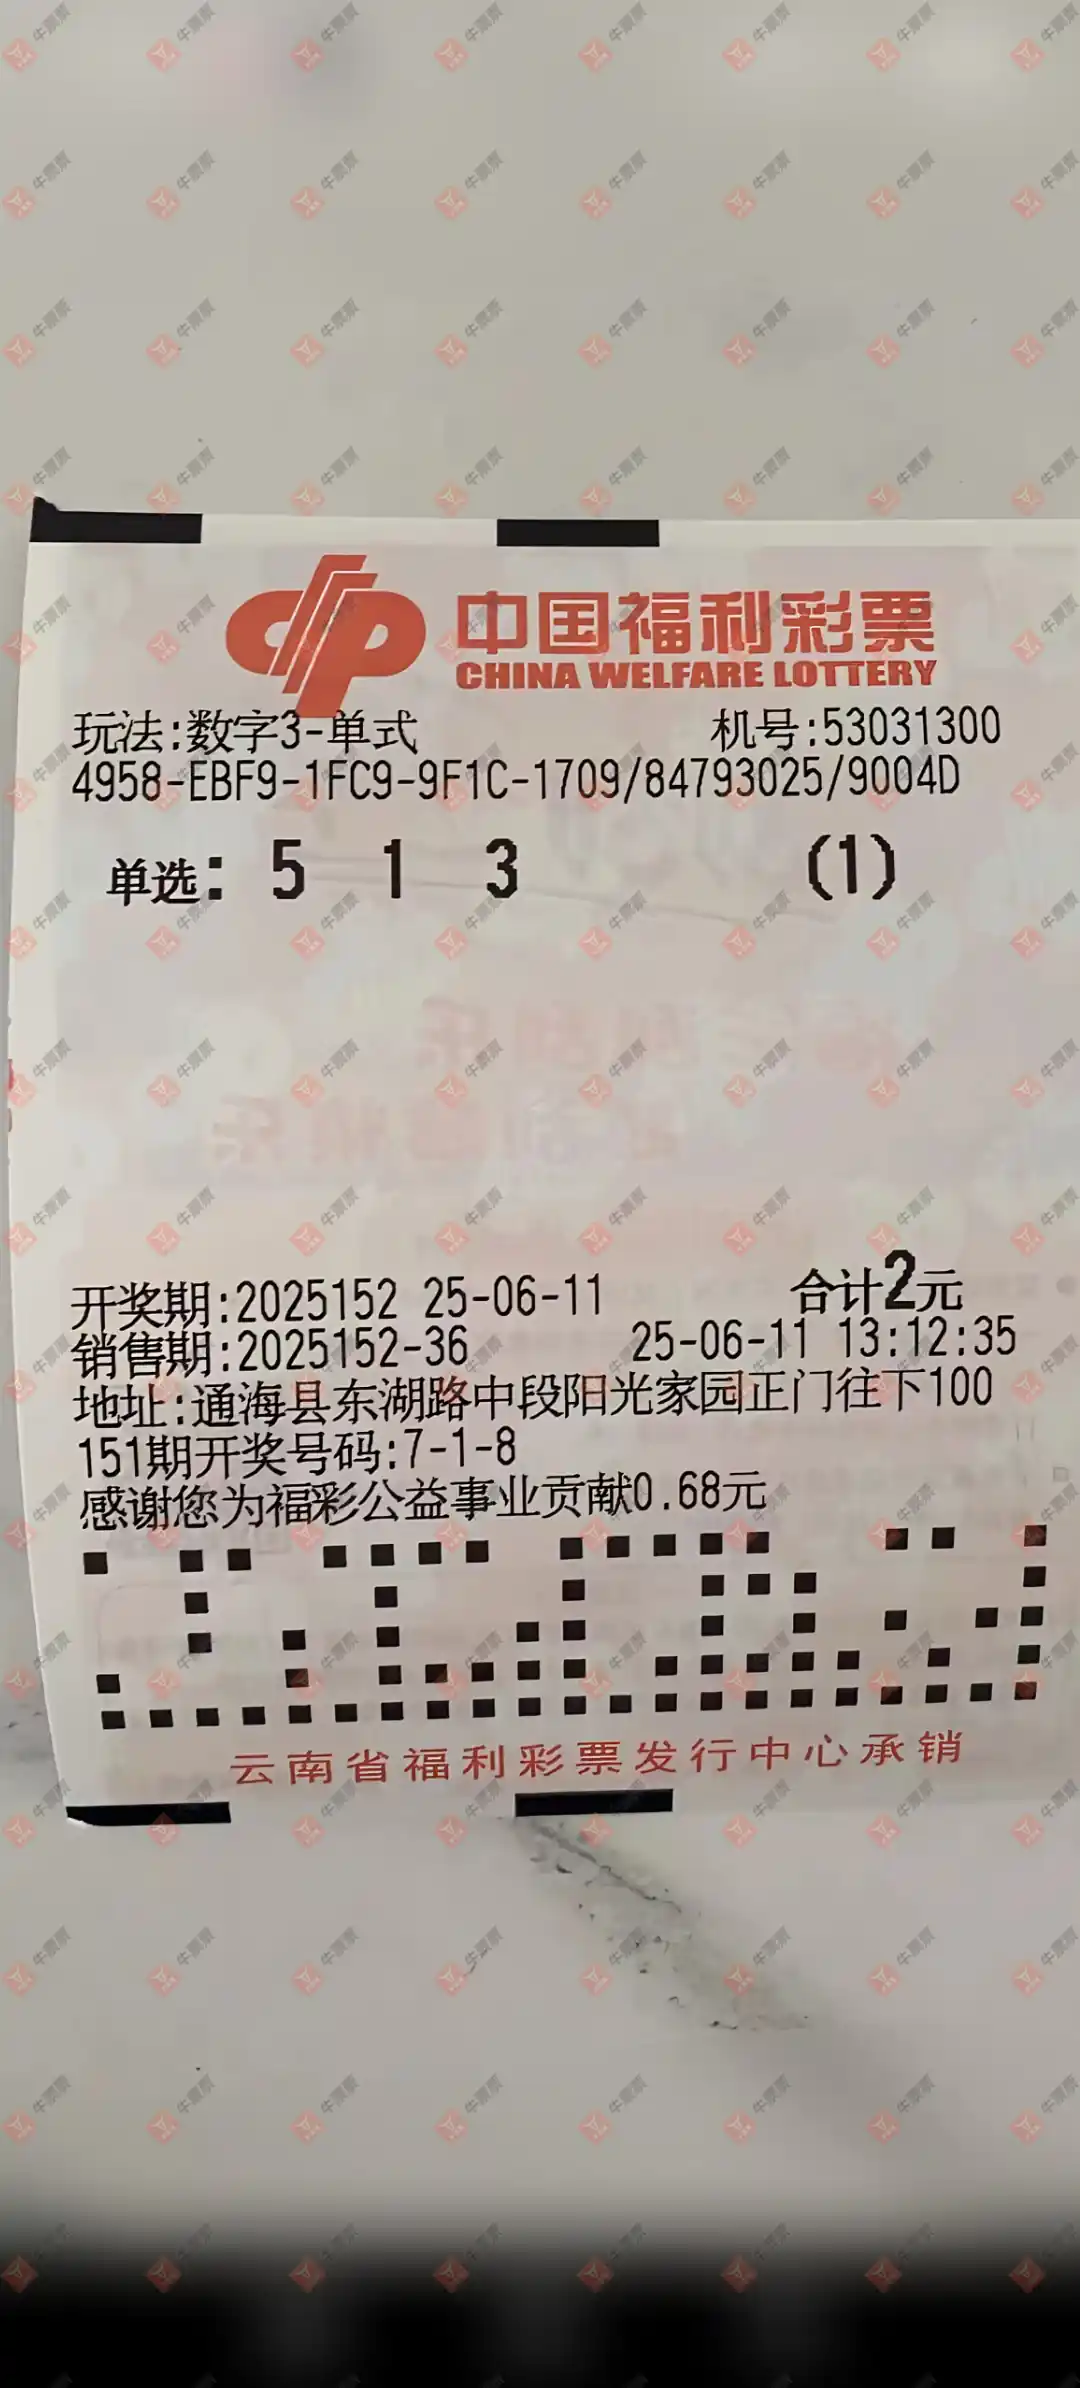 中国福利彩票
CHINA WELFARE LOTTERY
玩法:数字3-单式 机号:53031300
4958-EBF9-1FC9-9F1C-1709/84793025/9004D
单选: 5 1 3 (1)
开奖期:2025152 25-06-11 合计2元
销售期:2025152-36 25-06-11 13:12:35
地址:通海县东湖路中段阳光家园正门往下100
151期开奖号码:7-1-8
感谢您为福彩公益事业贡献0.68元
云南省福利彩票发行中心承销
牛票票